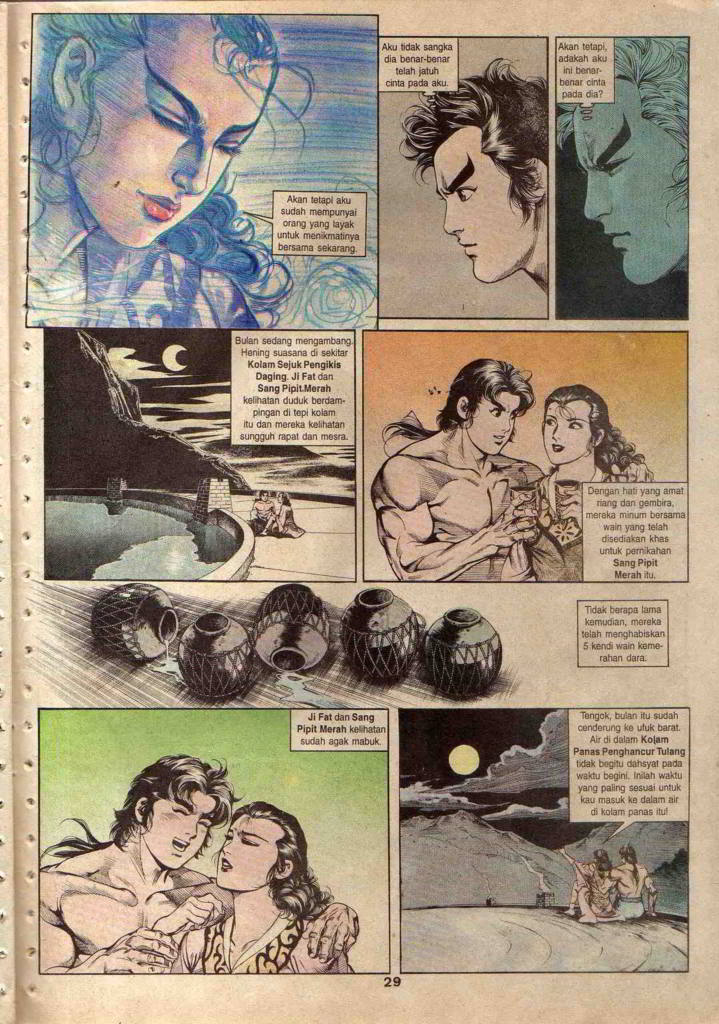 Akan tetapi aku
sudah mempunyai
orang yang layak
untuk menikmatinya
bersama sekarang.
Aku tidak sangka
dia benar-benar
telah jatuh
cinta pada aku.
Akan tetapi,
adakah aku
ini benar-
benar cinta
pada dia?
Bulan sedang mengambang.
Hening suasana di sekitar
Kolam Sejuk Pengikis
Daging. Ji Fat dan
Sang Pipit Merah
kelihatan duduk berdam-
pingan di tepi kolam
itu dan mereka kelihatan
sungguh rapat dan mesra.
Dengan hati yang amat
riang dan gembira,
mereka minum bersama
wain yang telah
disediakan khas
untuk pernikahan
Sang Pipit
Merah itu.
Tidak berapa lama
kemudian, mereka
telah menghabiskan
5 kendi wain keme-
rahan dara.
Ji Fat dan Sang
Pipit Merah kelihatan
sudah agak mabuk.
Tengok, bulan itu sudah
cenderung ke ufuk barat.
Air di dalam Kolam
Panas Penghancur Tulang
tidak begitu dahsyat pada
waktu begini. Inilah waktu
yang paling sesuai untuk
kau masuk ke dalam air
di kolam panas itu!
29